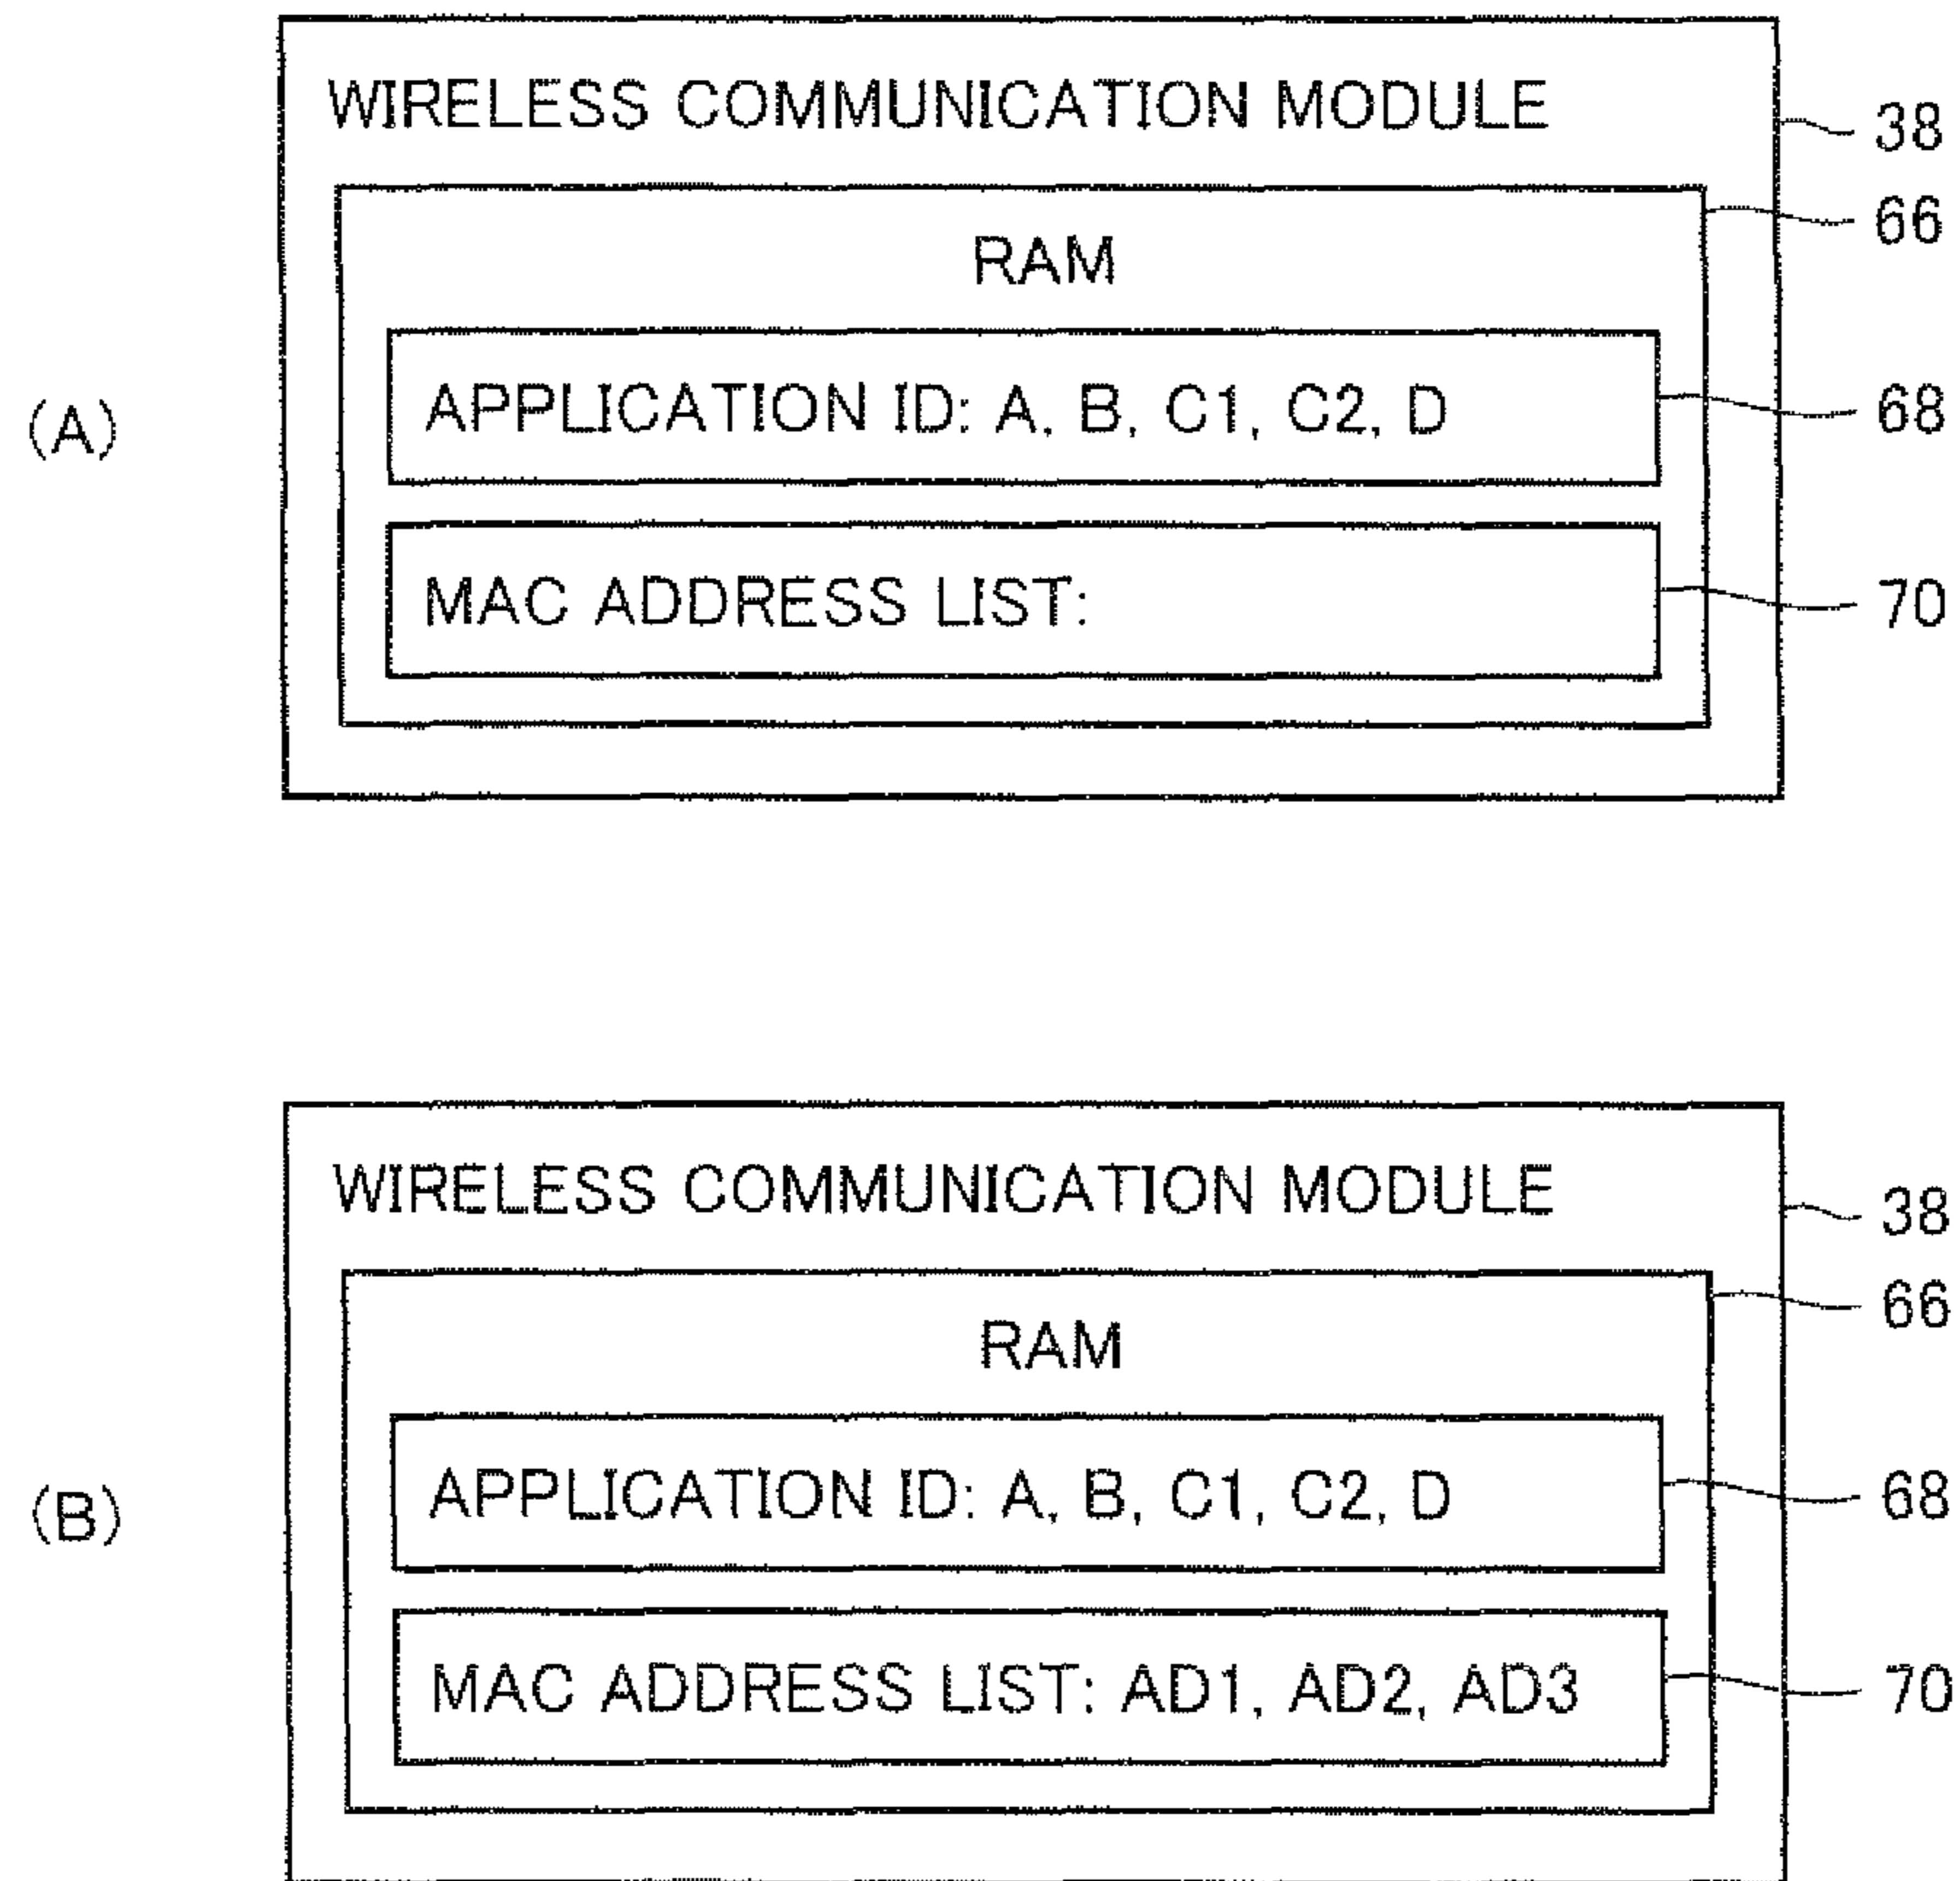 WIRELESS COMMUNICATION MODULE
38
66
RAM
(A)
APPLICATION ID: A, B, C1, C2, D
68
MAC ADDRESS LIST:
70
WIRELESS COMMUNICATION MODULE
38
66
RAM
(B)
APPLICATION ID: A, B, C1, C2, D
68
MAC ADDRESS LIST: AD1, AD2, AD3
70